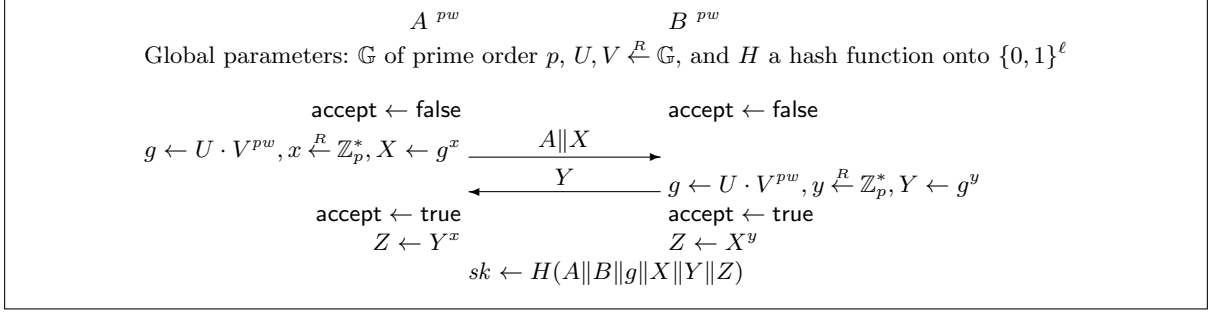 A ^{pw} B ^{pw}
Global parameters: 𝔾 of prime order p, U, V ←^R 𝔾, and H a hash function onto {0, 1}^ℓ
accept ← false accept ← false
g ← U · V^{pw}, x ←^R ℤ_p^*, X ← g^x A‖X
Y g ← U · V^{pw}, y ←^R ℤ_p^*, Y ← g^y
accept ← true accept ← true
Z ← Y^x Z ← X^y
sk ← H(A‖B‖g‖X‖Y‖Z)